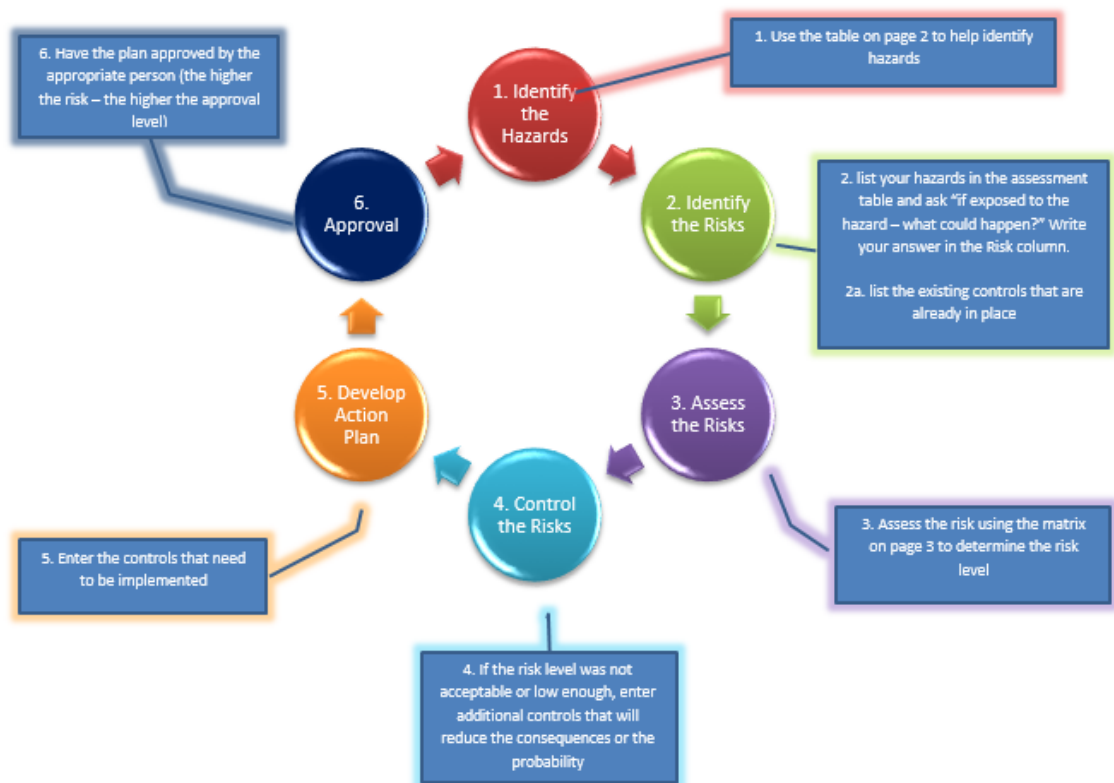 6. Have the plan approved by the
appropriate person (the higher
the risk – the higher the approval
level)
1. Use the table on page 2 to help identify
hazards
1. Identify
the
Hazards
2. Identify
the Risks
2. list your hazards in the assessment
table and ask “if exposed to the
hazard – what could happen?” Write
your answer in the Risk column.
2a. list the existing controls that are
already in place
3. Assess
the Risks
3. Assess the risk using the matrix
on page 3 to determine the risk
level
4. Control
the Risks
4. If the risk level was not
acceptable or low enough, enter
additional controls that will
reduce the consequences or the
probability
5. Develop
Action
Plan
5. Enter the controls that need
to be implemented
6.
Approval